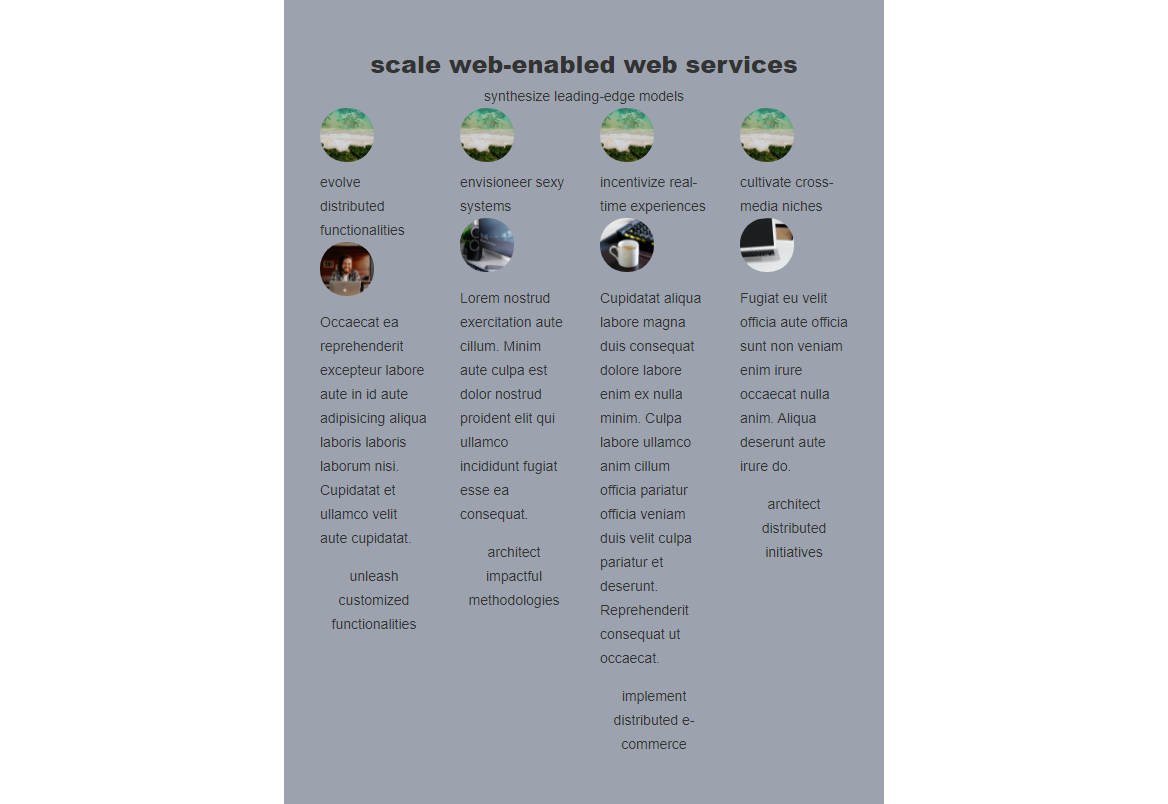 scale web-enabled web services
synthesize leading-edge models
evolve
distributed
functionalities
Occaecat ea
reprehenderit
excepteur labore
aute in id aute
adipisicing aliqua
laboris laboris
laborum nisi.
Cupidatat et
ullamco velit
aute cupidatat.
unleash
customized
functionalities
envisioneer sexy
systems
Lorem nostrud
exercitation aute
cillum. Minim
aute culpa est
dolor nostrud
proident elit qui
ullamco
incididunt fugiat
esse ea
consequat.
architect
impactful
methodologies
incentivize real-
time experiences
Cupidatat aliqua
labore magna
duis consequat
dolore labore
enim ex nulla
minim. Culpa
labore ullamco
anim cillum
officia pariatur
officia veniam
duis velit culpa
pariatur et
deserunt.
Reprehenderit
consequat ut
occaecat.
implement
distributed e-
commerce
cultivate cross-
media niches
Fugiat eu velit
officia aute officia
sunt non veniam
enim irure
occaecat nulla
anim. Aliqua
deserunt aute
irure do.
architect
distributed
initiatives